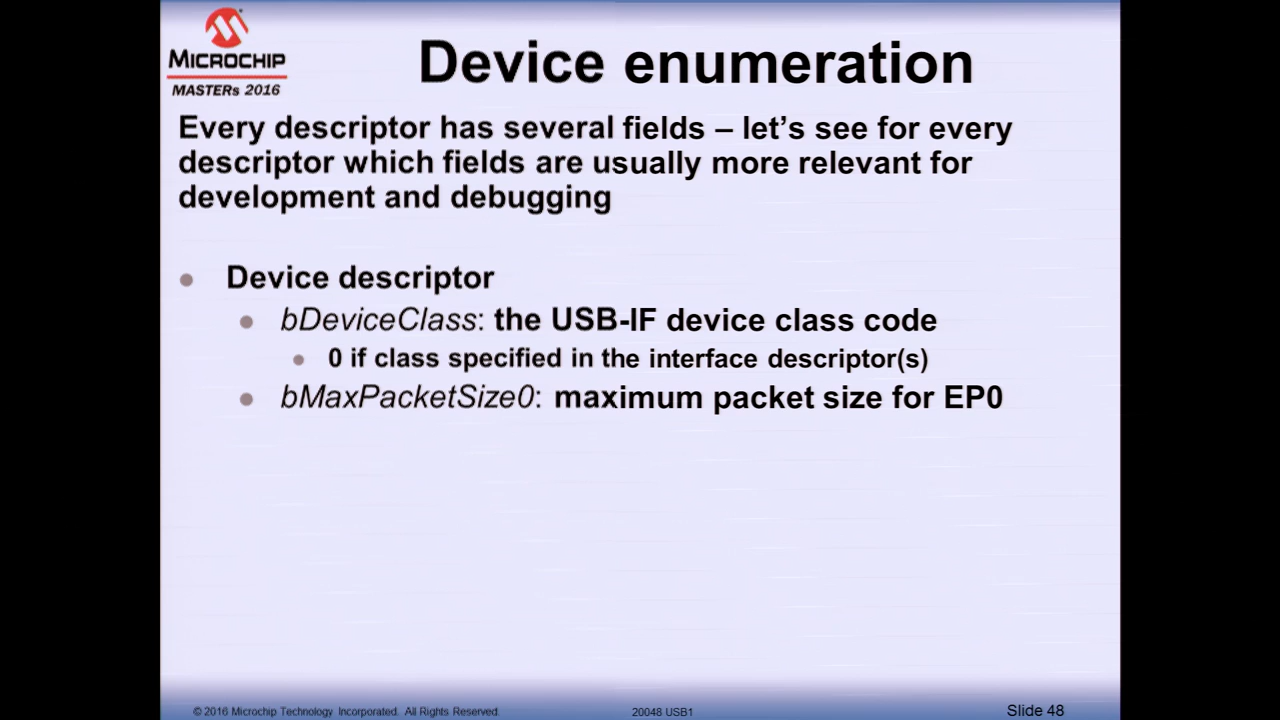 MICROCHIP
MASTERs 2016
Device enumeration
Every descriptor has several fields – let’s see for every
descriptor which fields are usually more relevant for
development and debugging
Device descriptor
bDeviceClass: the USB-IF device class code
0 if class specified in the interface descriptor(s)
bMaxPacketSize0: maximum packet size for EP0
© 2016 Microchip Technology Incorporated. All Rights Reserved.
20048 USB1
Slide 48